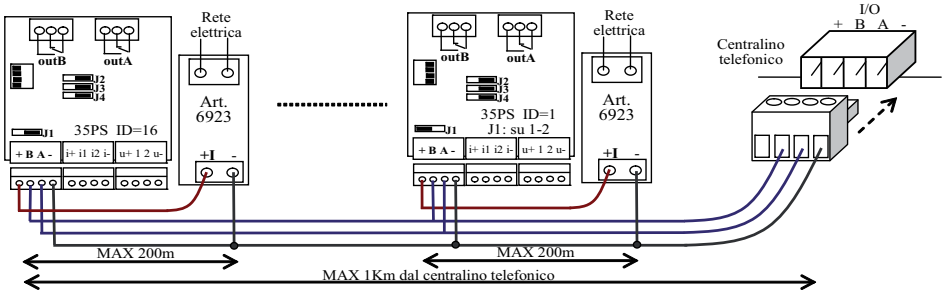 Rete
elettrica
outB outA
J2
J3
J4
Art.
6923
35PS ID=16
J1
+ B A - i+ i1 i2 i- u+ 1 2 u-
+I -
Rete
elettrica
outB outA
J2
J3
J4
Art.
6923
35PS ID=1
J1: su 1-2
J1
+ B A - i+ i1 i2 i- u+ 1 2 u-
+I -
I/O
+ B A -
Centralino
telefonico
MAX 200m
MAX 200m
MAX 1Km dal centralino telefonico